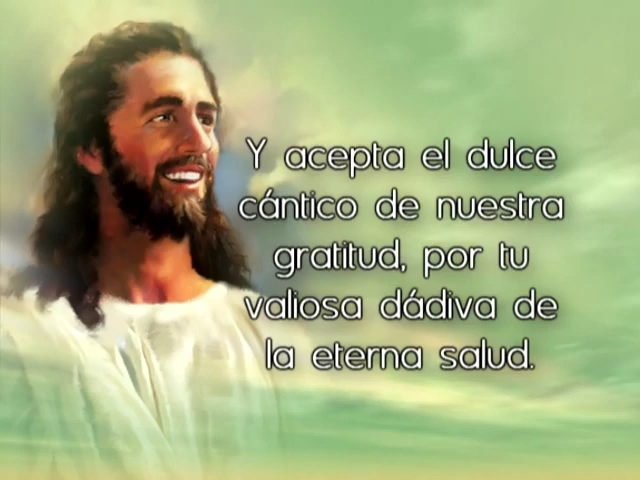 Y acepta el dulce
cántico de nuestra
gratitud, por tu
valiosa dádiva de
la eterna salud.